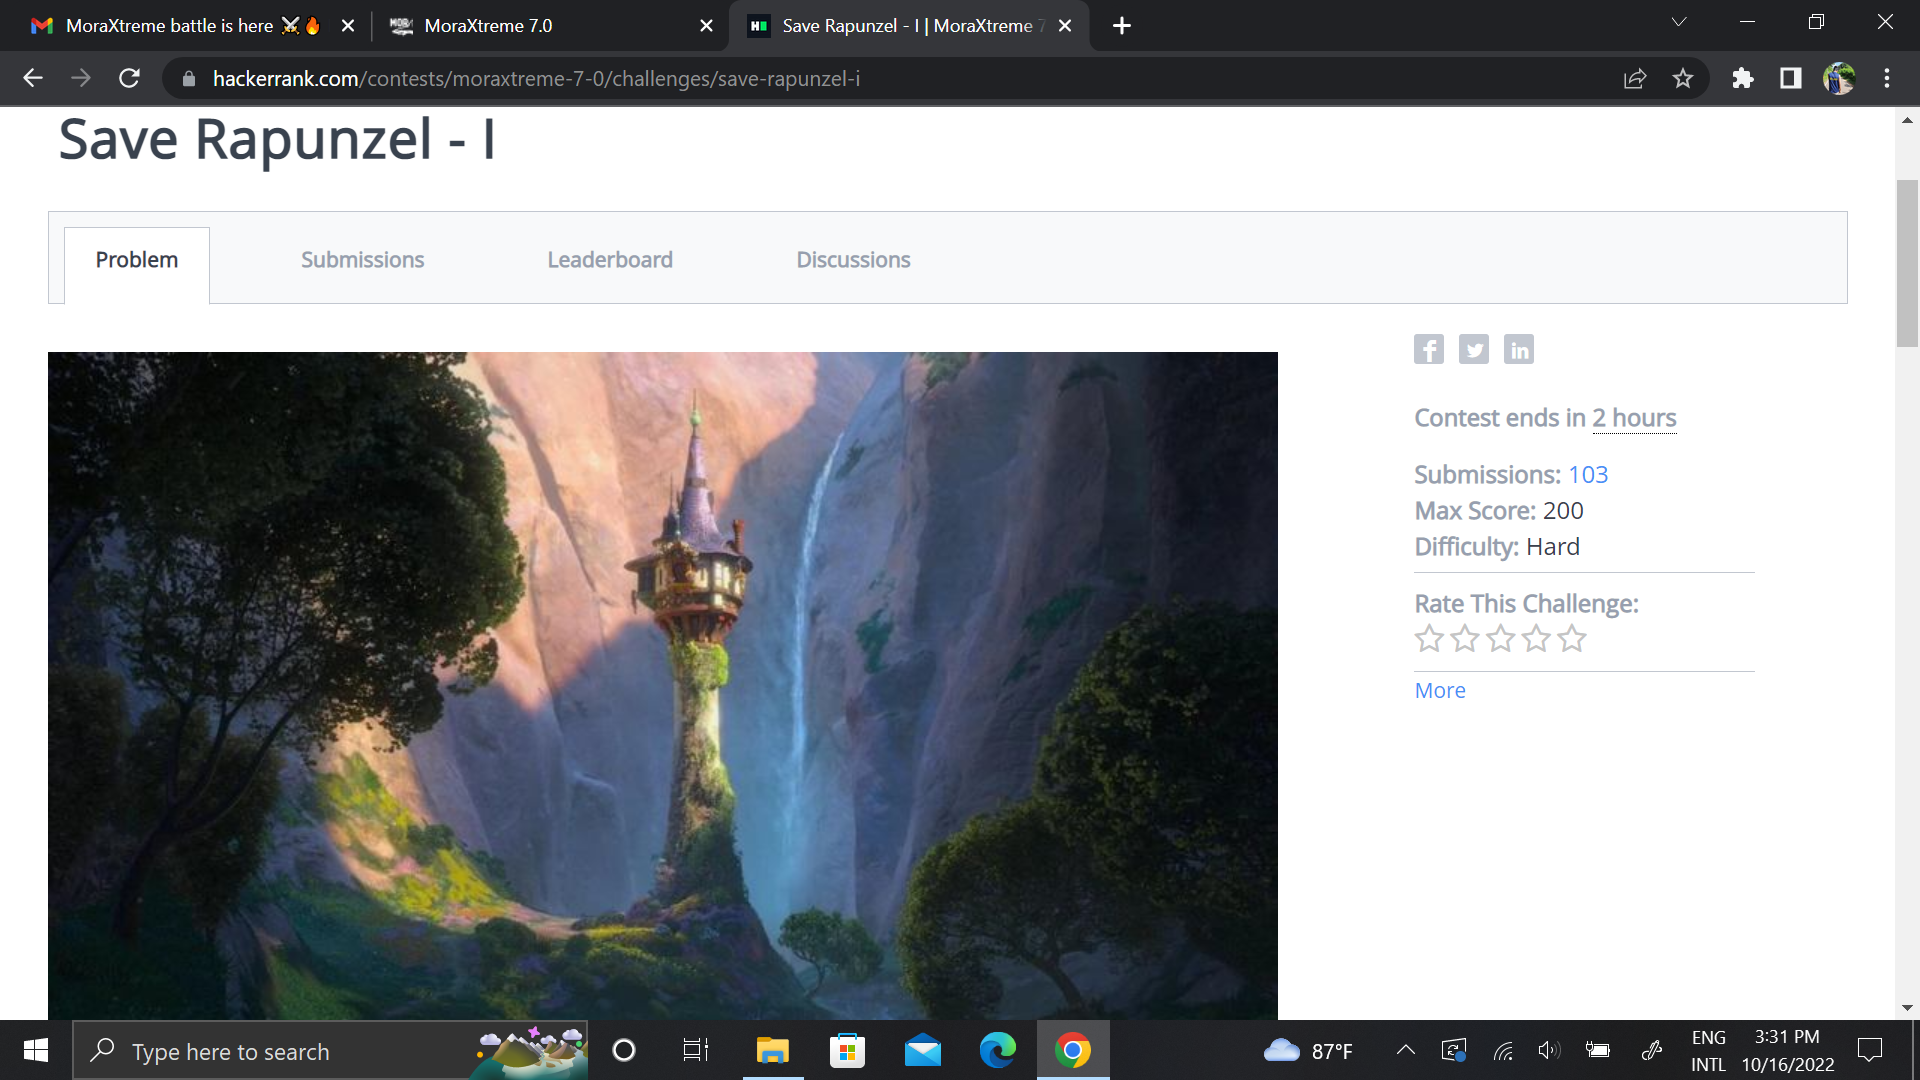 MoraXtreme battle is here ⚔️🔥
MoraXtreme 7.0
Save Rapunzel - I | MoraXtreme 7
hackerrank.com/contests/moraxtreme-7-0/challenges/save-rapunzel-i
Save Rapunzel - I
Problem
Submissions
Leaderboard
Discussions
Contest ends in 2 hours
Submissions: 103
Max Score: 200
Difficulty: Hard
Rate This Challenge:
More
Type here to search
87°F
ENG
INTL
3:31 PM
10/16/2022